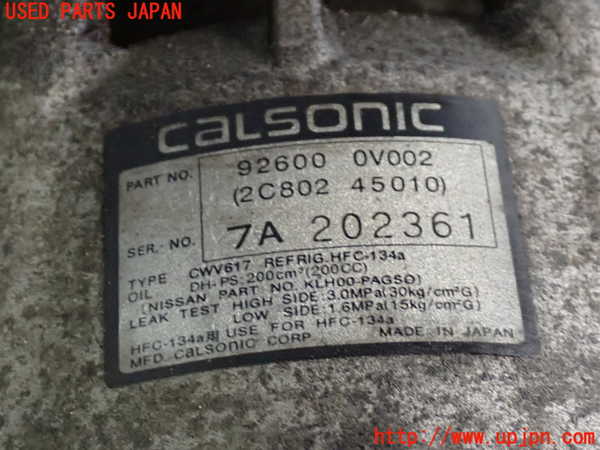 USED PARTS JAPAN
CALSONIC
PART NO. 92600 0V002
(2C802 45010)
SER. NO. 7A 202361
TYPE CWV617 REFRIG. HFC-134a
OIL DH-PS. 200cm³ (200CC)
(NISSAN PART NO. KLH00-PAGSO)
LEAK TEST HIGH SIDE: 3.0MPa(30kg/cm²G)
LOW SIDE: 1.6MPa(15kg/cm²G)
HFC-134a用 USE FOR HFC-134a
MFD. CALSONIC CORP. MADE IN JAPAN
http://www.upjpn.com/